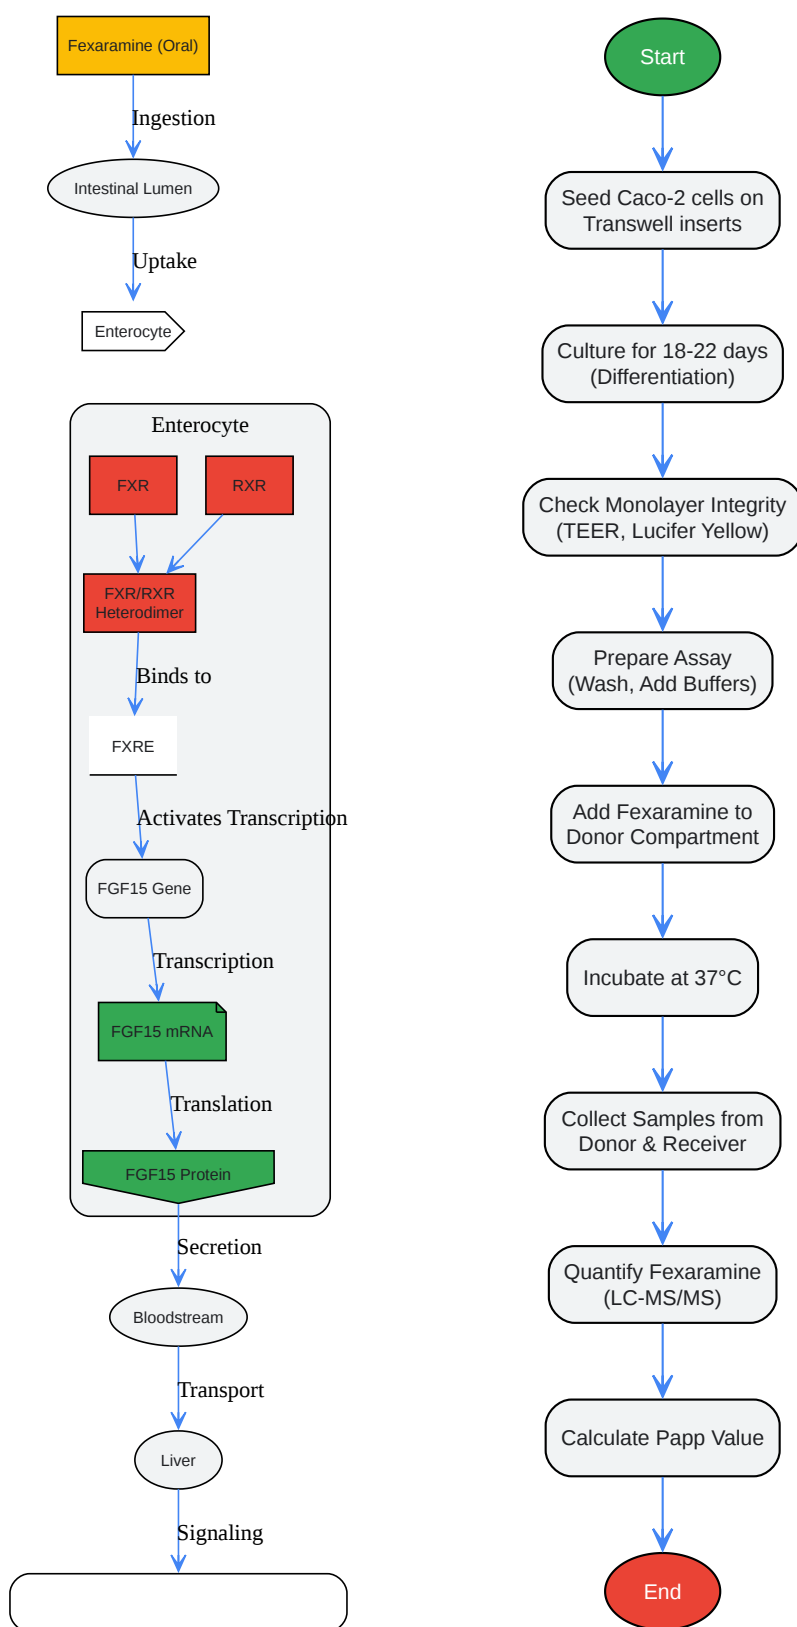 Fexaramine (Oral)
Ingestion
Intestinal Lumen
Uptake
Enterocyte
Enterocyte
FXR
RXR
FXR/RXR
Heterodimer
Binds to
FXRE
Activates Transcription
FGF15 Gene
Transcription
FGF15 mRNA
Translation
FGF15 Protein
Secretion
Bloodstream
Transport
Liver
Signaling
Start
Seed Caco-2 cells on
Transwell inserts
Culture for 18-22 days
(Differentiation)
Check Monolayer Integrity
(TEER, Lucifer Yellow)
Prepare Assay
(Wash, Add Buffers)
Add Fexaramine to
Donor Compartment
Incubate at 37°C
Collect Samples from
Donor & Receiver
Quantify Fexaramine
(LC-MS/MS)
Calculate Papp Value
End